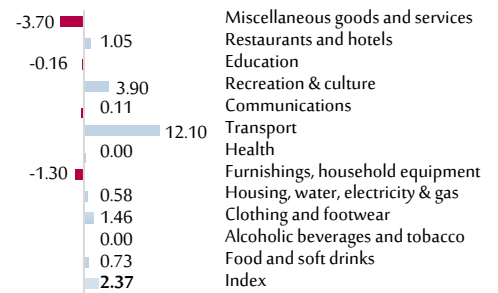 -3.70 Miscellaneous goods and services
1.05 Restaurants and hotels
-0.16 Education
3.90 Recreation & culture
0.11 Communications
12.10 Transport
0.00 Health
-1.30 Furnishings, household equipment
0.58 Housing, water, electricity & gas
1.46 Clothing and footwear
0.00 Alcoholic beverages and tobacco
0.73 Food and soft drinks
2.37 Index